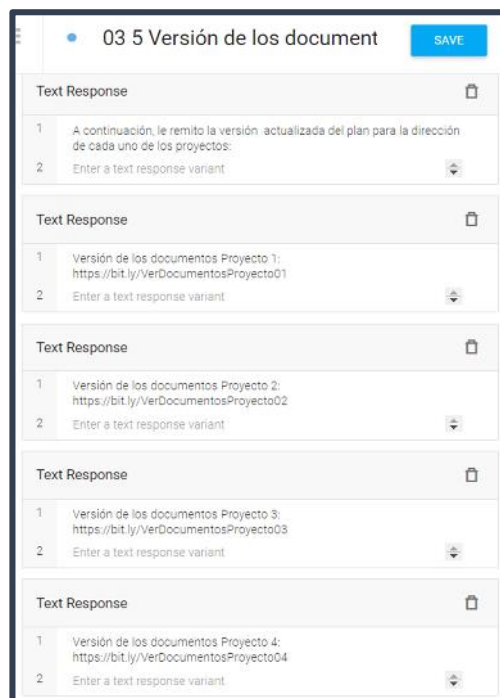 03 5 Versión de los document
SAVE
Text Response
1 A continuación, le remito la versión actualizada del plan para la dirección
de cada uno de los proyectos:
2 Enter a text response variant
Text Response
1 Versión de los documentos Proyecto 1:
https://bit.ly/VerDocumentosProyecto01
2 Enter a text response variant
Text Response
1 Versión de los documentos Proyecto 2:
https://bit.ly/VerDocumentosProyecto02
2 Enter a text response variant
Text Response
1 Versión de los documentos Proyecto 3:
https://bit.ly/VerDocumentosProyecto03
2 Enter a text response variant
Text Response
1 Versión de los documentos Proyecto 4:
https://bit.ly/VerDocumentosProyecto04
2 Enter a text response variant